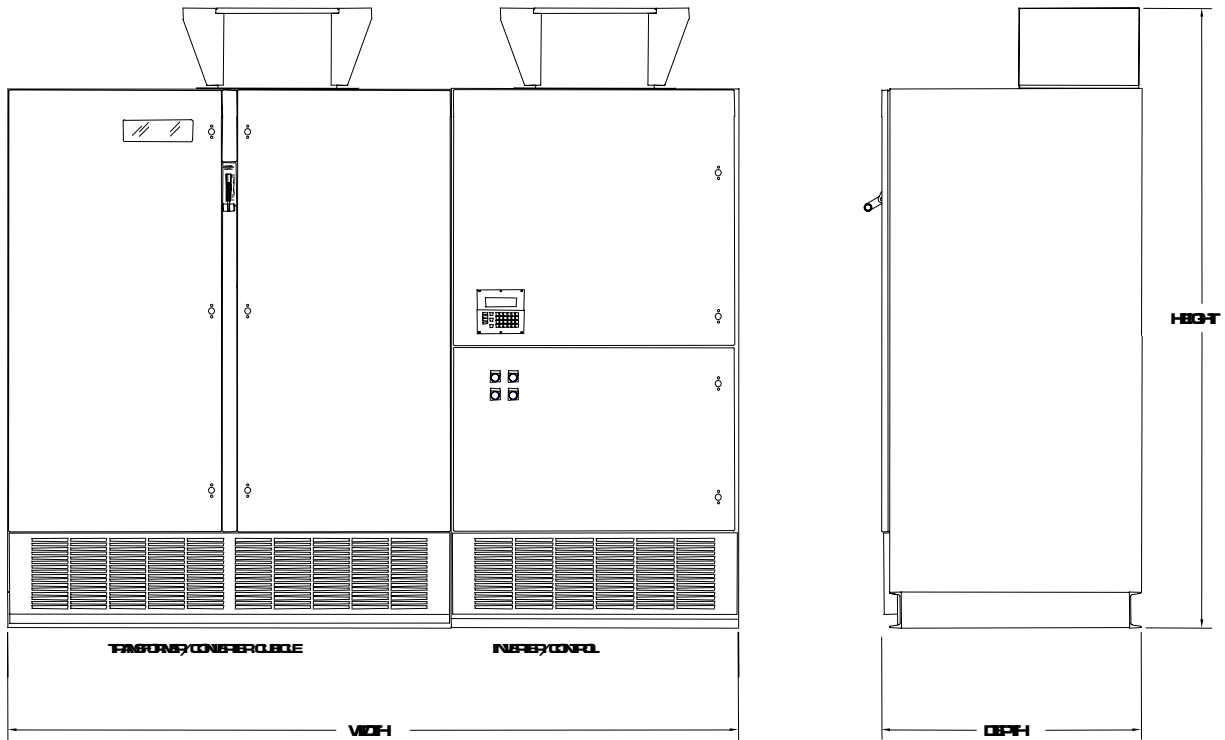 HEIGHT
TRANSFORMER/CONVERTER CUBICLE
INVERTER/CONTROL
WIDTH
DEPTH